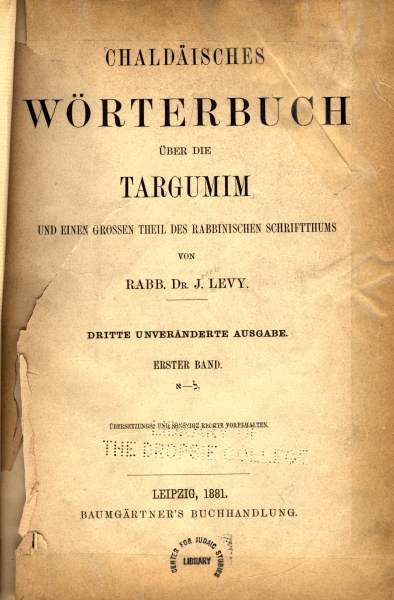 CHALDÄISCHES
WÖRTERBUCH
ÜBER DIE
TARGUMIM
UND EINEN GROSSEN THEIL DES RABBINISCHEN SCHRIFTTHUMS
VON
RABB. DR. J. LEVY.
DRITTE UNVERÄNDERTE AUSGABE.
ERSTER BAND.
א—ל
ÜBERSETZUNGS- UND SONSTIGE RECHTE VORBEHALTEN.
LIBRARY OF
THE DROPSIE COLLEGE
LEIPZIG, 1881.
BAUMGÄRTNER'S BUCHHANDLUNG.
CENTER FOR JUDAIC STUDIES
LIBRARY